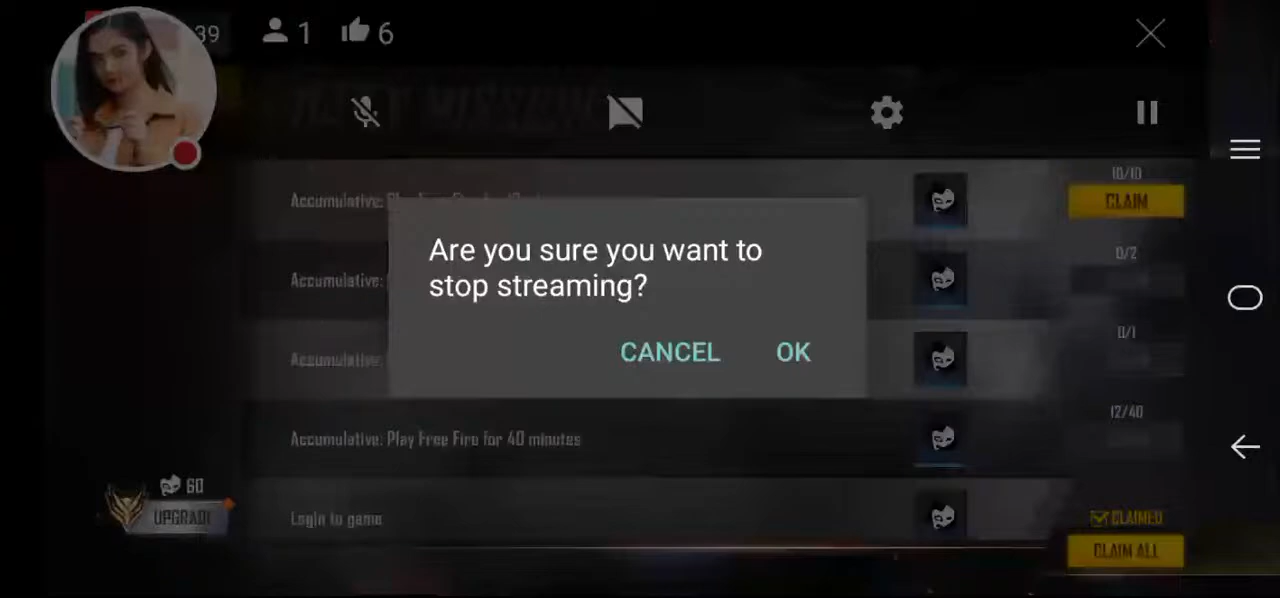 39
1
6
DAILY MISSIONS
Accumulative:
10/10
CLAIM
Are you sure you want to
stop streaming?
CANCEL
OK
Accumulative:
0/2
Accumulative:
0/1
Accumulative: Play Free Fire for 40 minutes
12/40
60
UPGRADE
Login to game
CLAIMED
CLAIM ALL